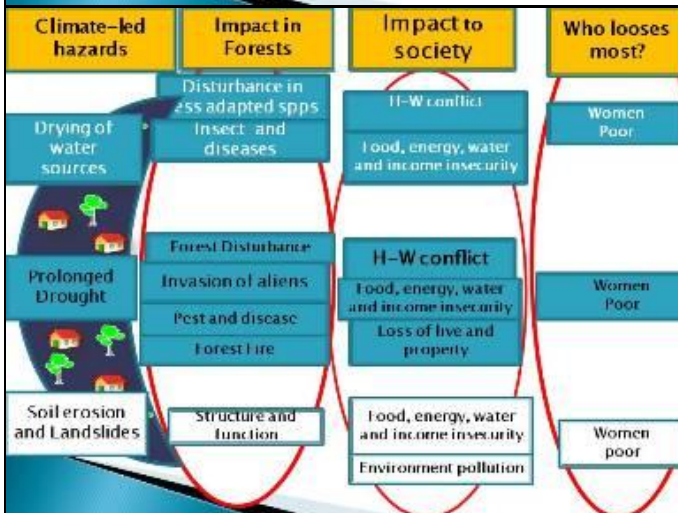 Climate-led
hazards
Impact in
Forests
Impact to
society
Who looses
most?
Drying of
water
sources
Disturbance in
ess adapted spps
Insect and
diseases
H-W conflict
Food, energy, water
and income insecurity
Women
Poor
Prolonged
Drought
Forest Disturbance
Invasion of aliens
Pest and disease
Forest Fire
H-W conflict
Food, energy, water
and income insecurity
Loss of live and
property
Women
Poor
Soil erosion
and Landslides
Structure and
function
Food, energy, water
and income insecurity
Environment pollution
Women
poor